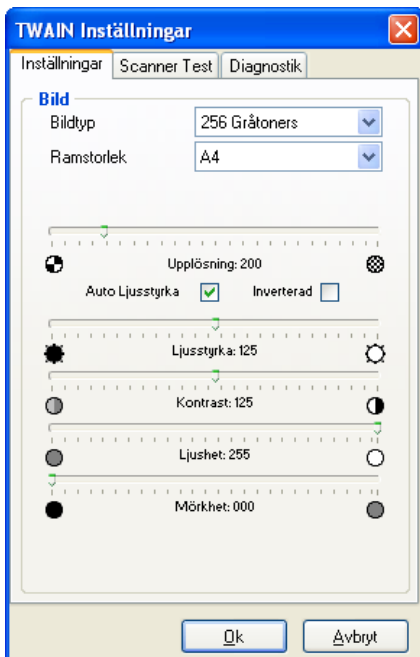 TWAIN Inställningar
Inställningar Scanner Test Diagnostik
Bild
Bildtyp 256 Gråtoners
Ramstorlek A4
Upplösning: 200
Auto Ljusstyrka Inverterad
Ljusstyrka: 125
Kontrast: 125
Ljushet: 255
Mörkhet: 000
Ok Avbryt